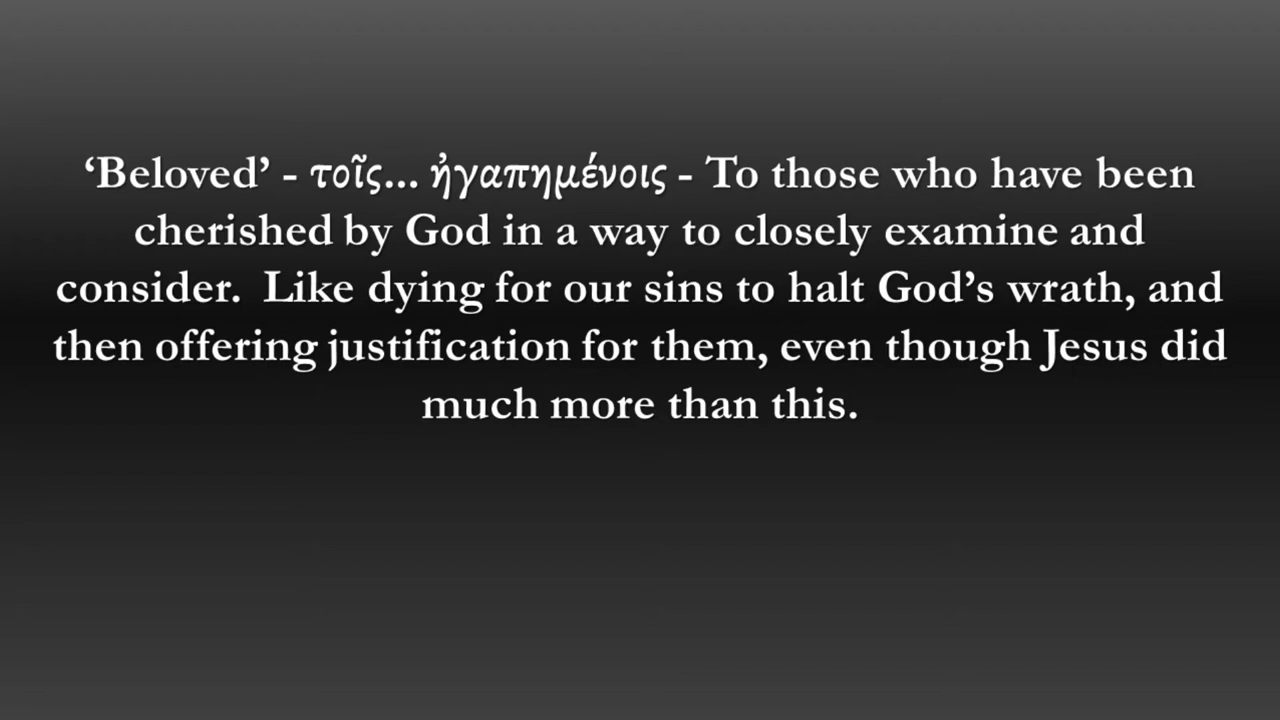 ‘Beloved’ - τοῖς... ἠγαπημένοις - To those who have been
cherished by God in a way to closely examine and
consider.  Like dying for our sins to halt God’s wrath, and
then offering justification for them, even though Jesus did
much more than this.